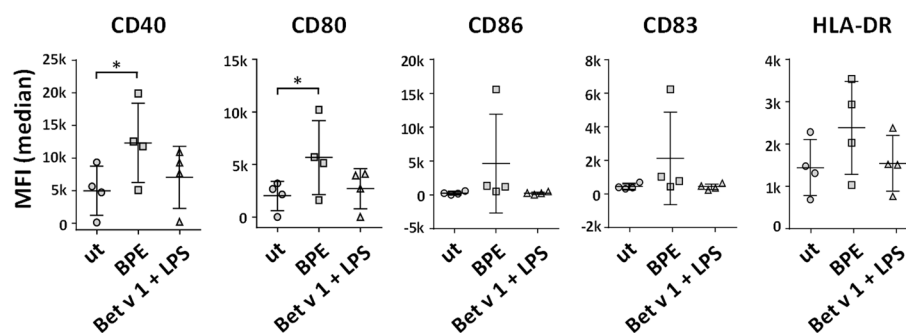 CD40 CD80 CD86 CD83 HLA-DR
MFI (median)
25k
20k
15k
10k
5k
0
*
ut
BPE
Bet v 1 + LPS
15k
10k
5k
0
*
ut
BPE
Bet v 1 + LPS
20k
15k
10k
5k
0
-5k
ut
BPE
Bet v 1 + LPS
8k
6k
4k
2k
0
-2k
ut
BPE
Bet v 1 + LPS
4k
3k
2k
1k
0
ut
BPE
Bet v 1 + LPS